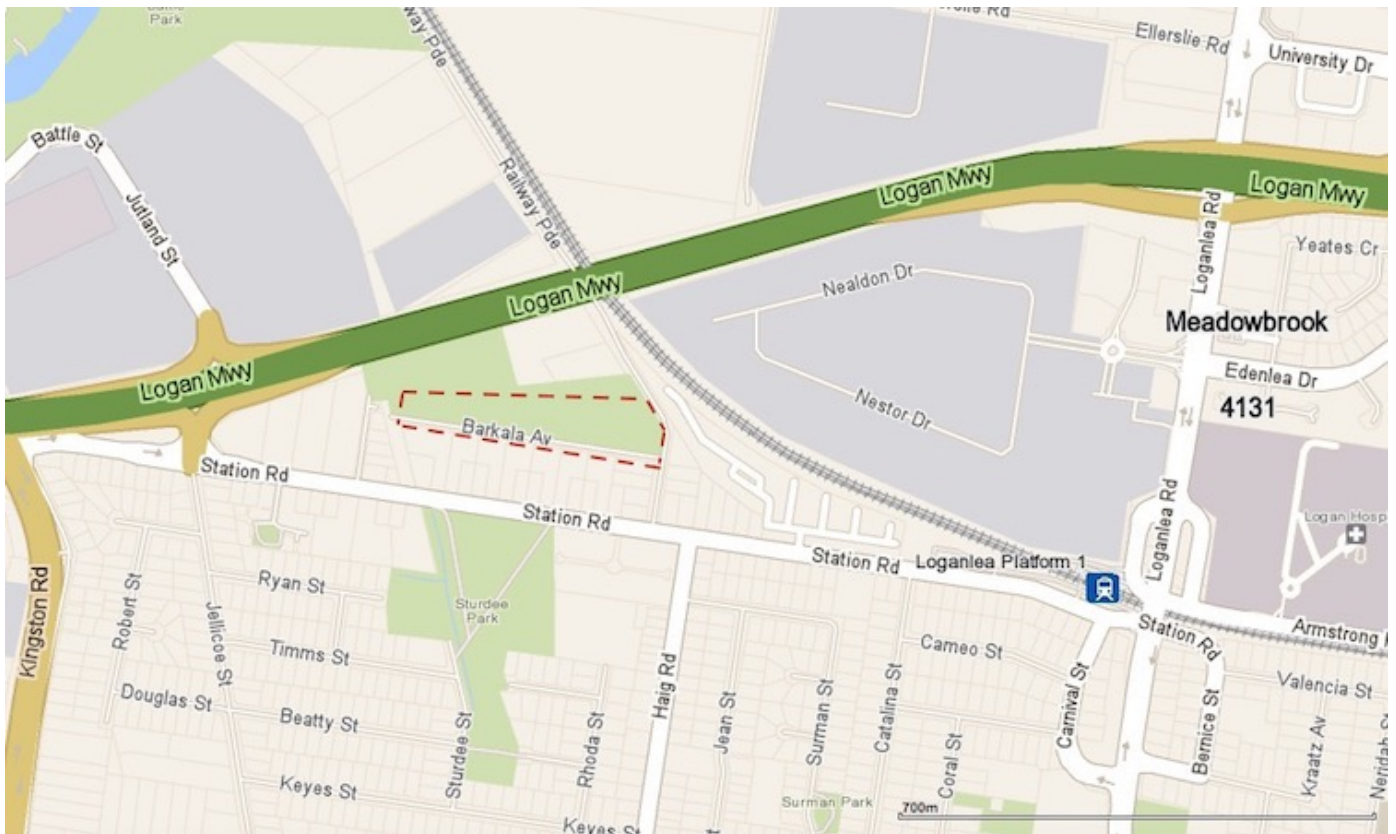 Park
way Pde
Ellerslie Rd
University Dr
Battle St
Jutland St
Railway Pde
Logan Mwy
Logan Mwy
Logan Mwy
Logan Mwy
Loganlea Rd
Yeates Cr
Nealdon Dr
Meadowbrook
Edenlea Dr
4131
Nestor Dr
Barkala Av
Station Rd
Station Rd
Station Rd
Loganlea Platform 1
Loganlea Rd
Logan Hosp
Kingston Rd
Robert St
Ryan St
Jellicoe St
Sturdee
Park
Timms St
Douglas St
Beatty St
Sturdee St
Rhoda St
Haig Rd
Jean St
Surman St
Catalina St
Cameo St
Coral St
Carnival St
Station Rd
Armstrong
Bernice St
Valencia St
Kraatz Av
Neridah St
Keyes St
Keyes St
Surman Park
700m